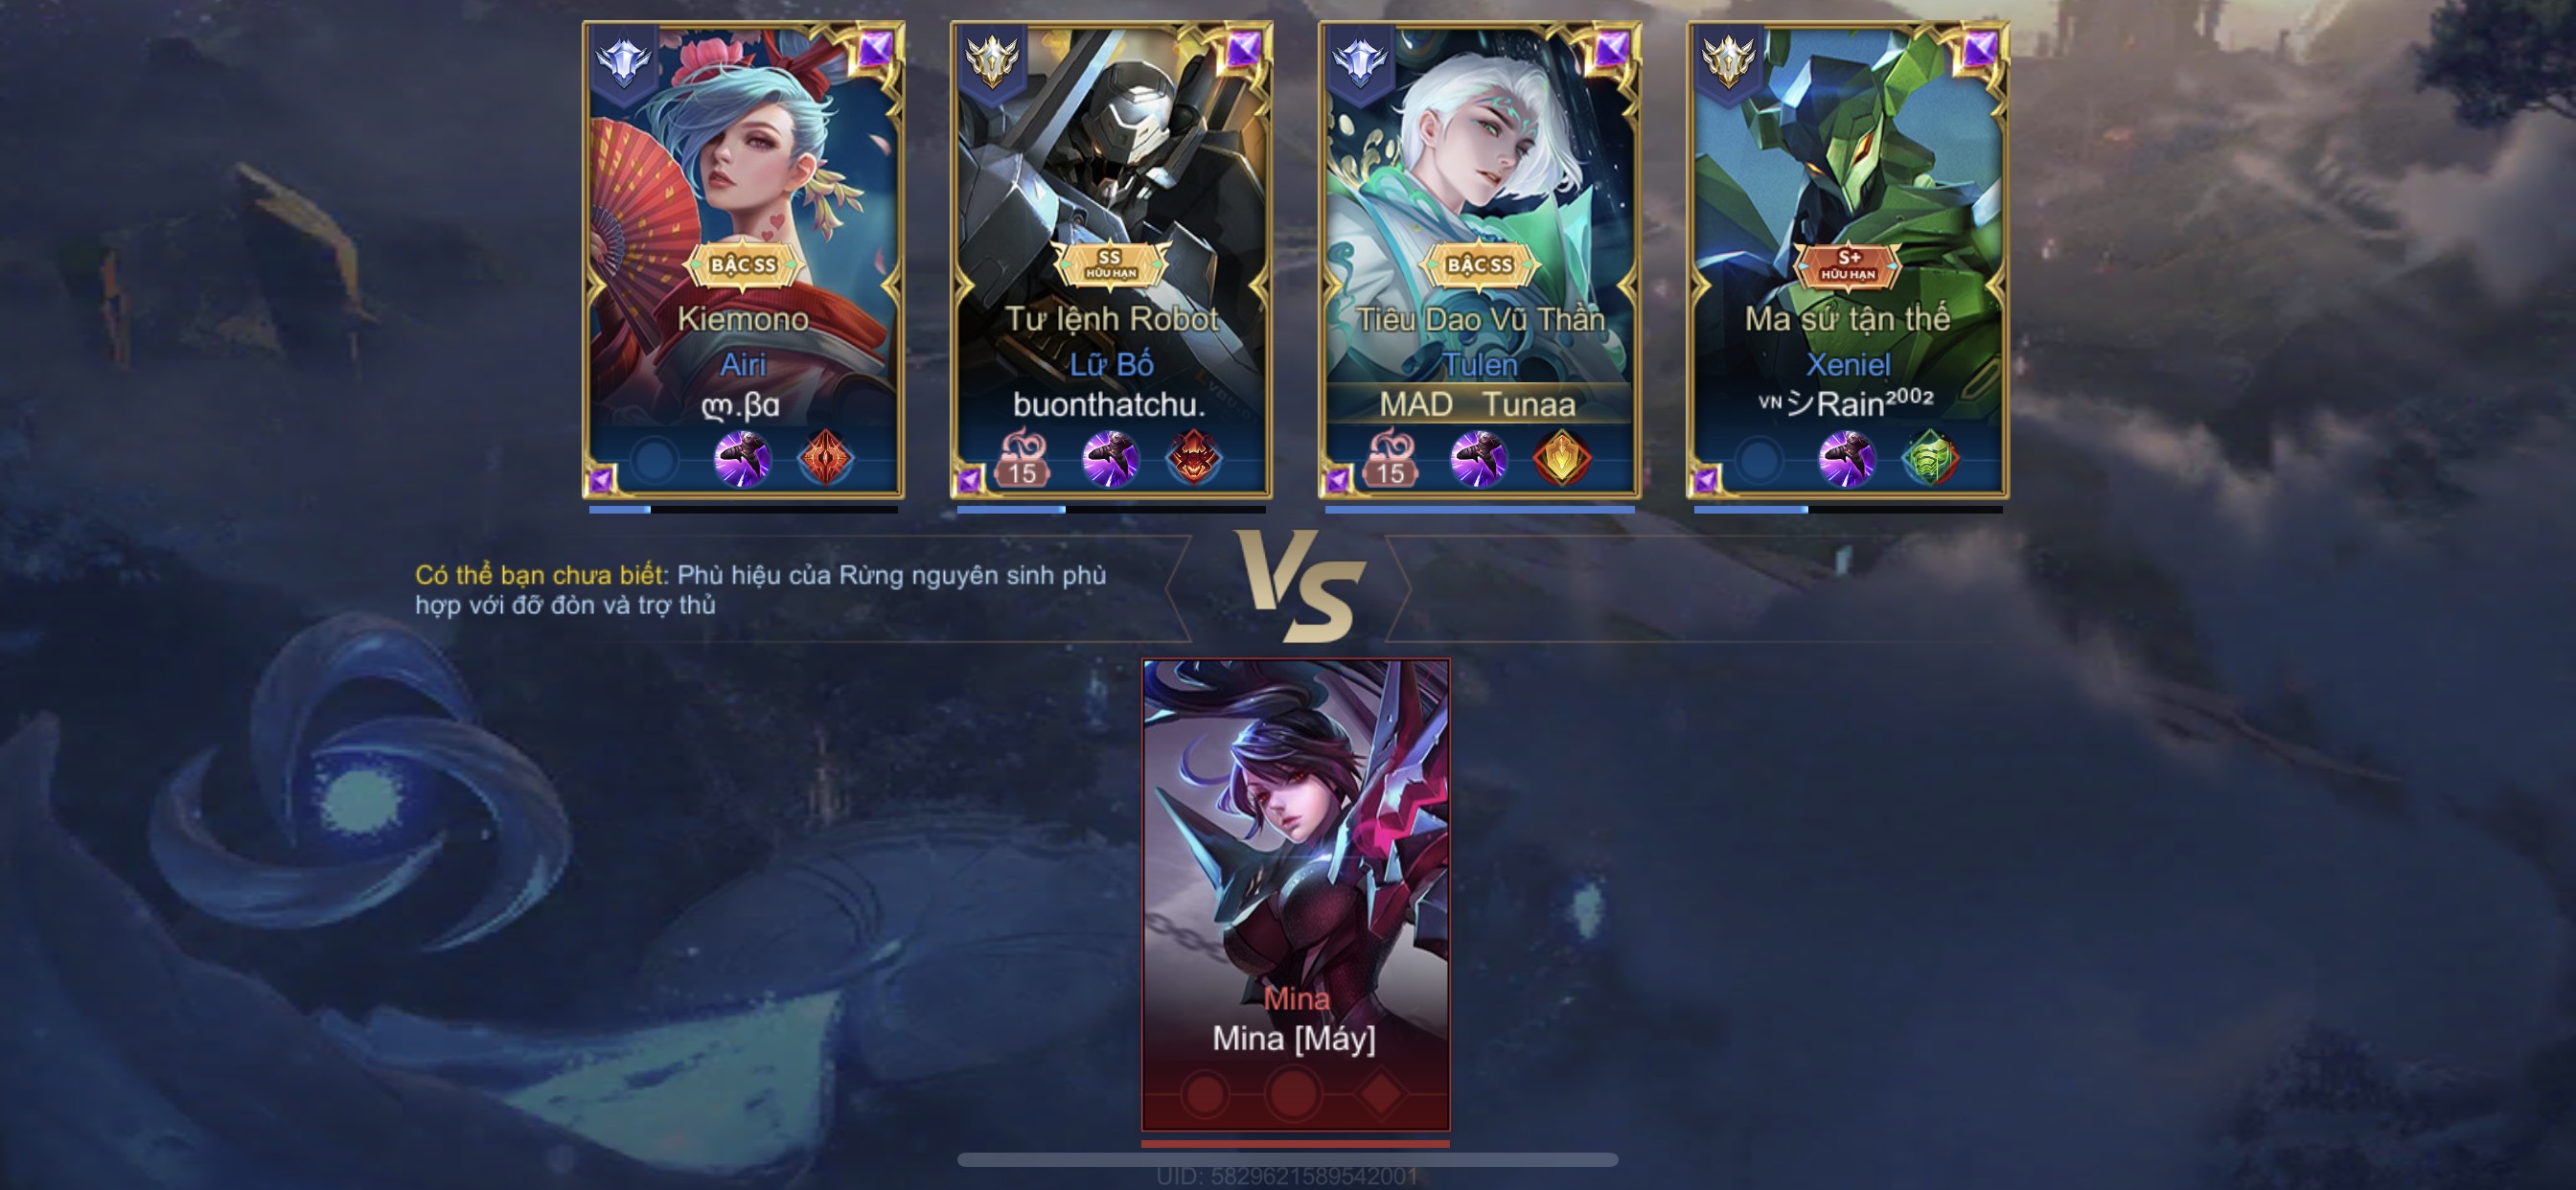 BẬC SS
Kiemono
Airi
ლ.βα
SS
HỮU HẠN
Tư lệnh Robot
Lữ Bố
buonthatchu.
15
BẬC SS
Tiêu Dao Vũ Thần
Tulen
MAD Tunaa
15
S+
HỮU HẠN
Ma sứ tận thế
Xeniel
ᵛᶰシRain²⁰⁰²
Có thể bạn chưa biết: Phù hiệu của Rừng nguyên sinh phù
hợp với đỡ đòn và trợ thủ
VS
Mina
Mina [Máy]
UID: 5829621589542001